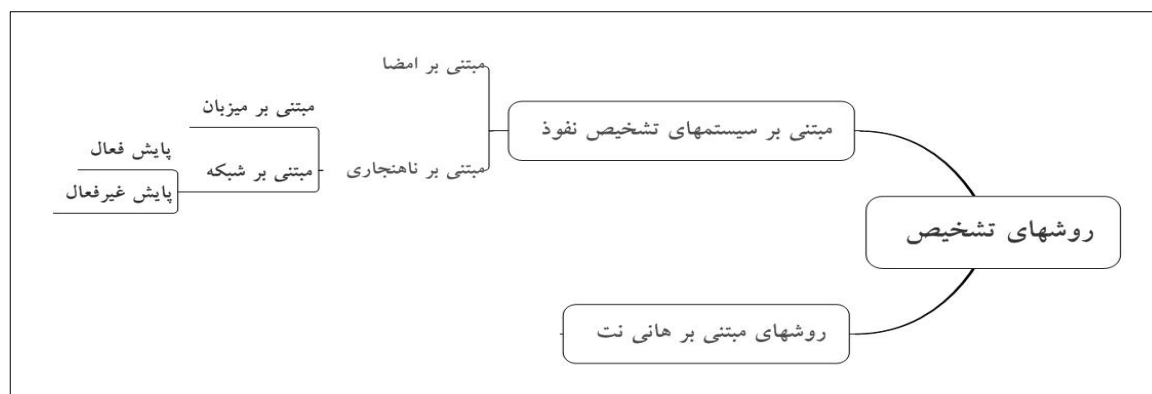 روشهای تشخیص
مبتنی بر سیستمهای تشخیص نفوذ
مبتنی بر امضا
مبتنی بر ناهنجاری
مبتنی بر میزبان
مبتنی بر شبکه
پایش فعال
پایش غیرفعال
روشهای مبتنی بر هانی نت